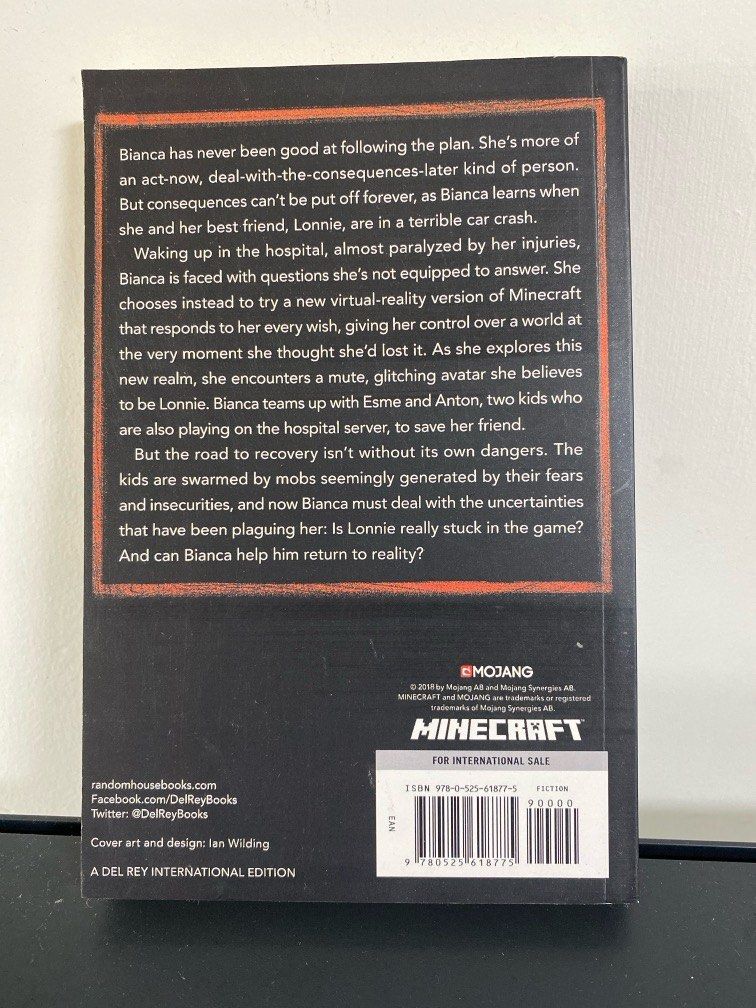 Bianca has never been good at following the plan. She's more of
an act-now, deal-with-the-consequences-later kind of person.
But consequences can't be put off forever, as Bianca learns when
she and her best friend, Lonnie, are in a terrible car crash.
Waking up in the hospital, almost paralyzed by her injuries,
Bianca is faced with questions she's not equipped to answer. She
chooses instead to try a new virtual-reality version of Minecraft
that responds to her every wish, giving her control over a world at
the very moment she thought she'd lost it. As she explores this
new realm, she encounters a mute, glitching avatar she believes
to be Lonnie. Bianca teams up with Esme and Anton, two kids who
are also playing on the hospital server, to save her friend.
But the road to recovery isn't without its own dangers. The
kids are swarmed by mobs seemingly generated by their fears
and insecurities, and now Bianca must deal with the uncertainties
that have been plaguing her: Is Lonnie really stuck in the game?
And can Bianca help him return to reality?
MOJANG
© 2018 by Mojang AB and Mojang Synergies AB.
MINECRAFT and MOJANG are trademarks or registered
trademarks of Mojang Synergies AB.
MINECRAFT
FOR INTERNATIONAL SALE
ISBN 978-0-525-61877-5 FICTION
90000
EAN
9 780525 618775
randomhousebooks.com
Facebook.com/DelReyBooks
Twitter: @DelReyBooks
Cover art and design: Ian Wilding
A DEL REY INTERNATIONAL EDITION